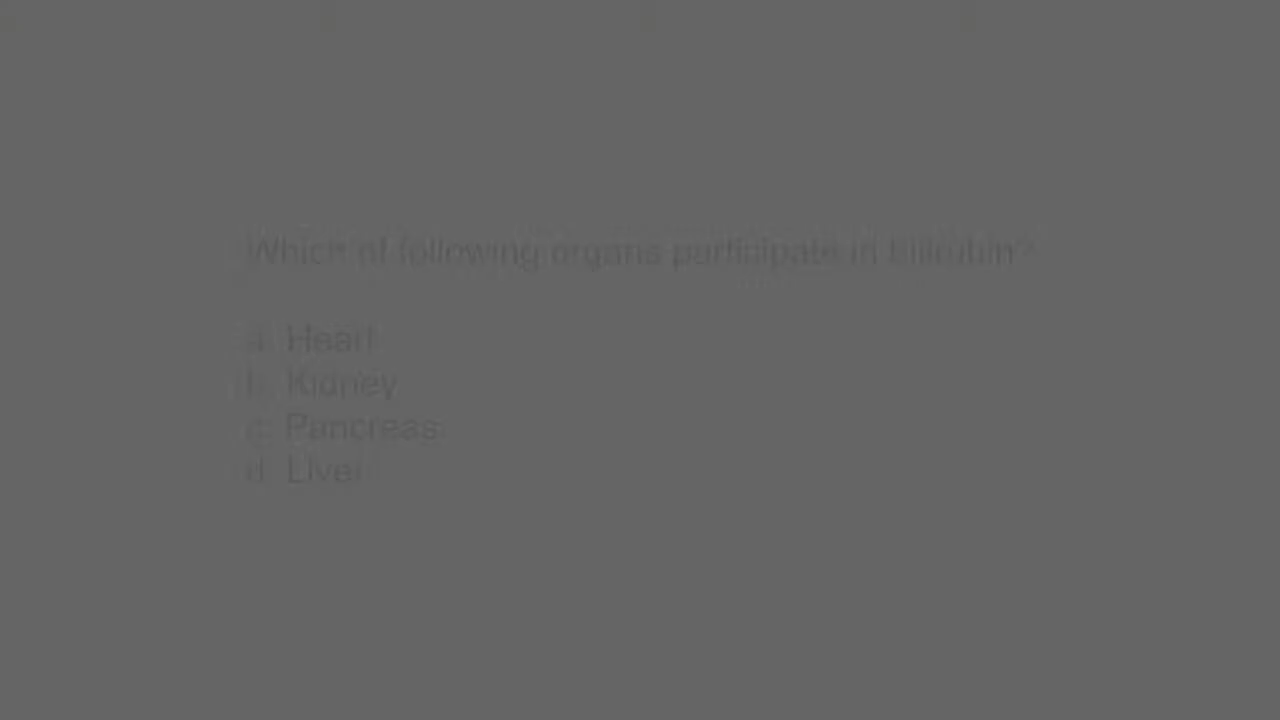 Which of following organs participate in Bilirubin?
a. Heart
b. Kidney
c. Pancreas
d. Liver